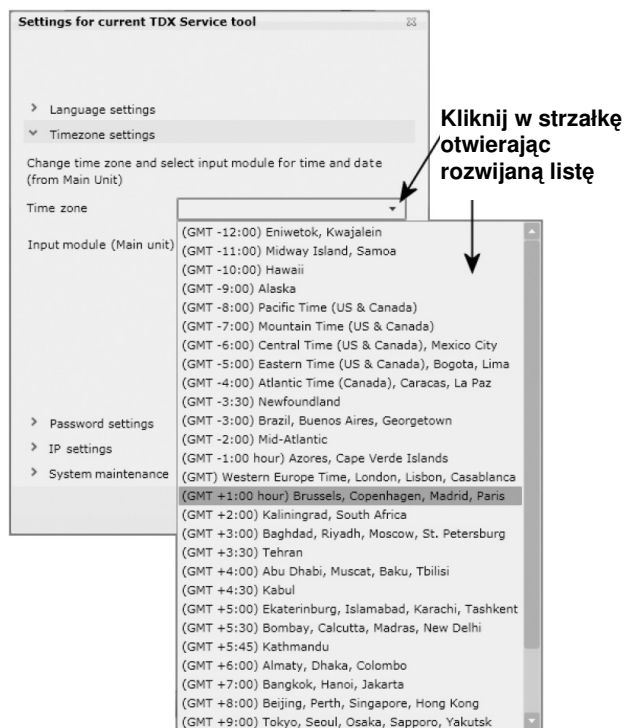 Settings for current TDX Service tool
Language settings
Timezone settings
Change time zone and select input module for time and date
(from Main Unit)
Time zone
Input module (Main unit)
Kliknij w strzałkę
otwierając
rozwijaną listę
(GMT -12:00) Eniwetok, Kwajalein
(GMT -11:00) Midway Island, Samoa
(GMT -10:00) Hawaii
(GMT -9:00) Alaska
(GMT -8:00) Pacific Time (US & Canada)
(GMT -7:00) Mountain Time (US & Canada)
(GMT -6:00) Central Time (US & Canada), Mexico City
(GMT -5:00) Eastern Time (US & Canada), Bogota, Lima
(GMT -4:00) Atlantic Time (Canada), Caracas, La Paz
(GMT -3:30) Newfoundland
(GMT -3:00) Brazil, Buenos Aires, Georgetown
(GMT -2:00) Mid-Atlantic
(GMT -1:00 hour) Azores, Cape Verde Islands
(GMT) Western Europe Time, London, Lisbon, Casablanca
(GMT +1:00 hour) Brussels, Copenhagen, Madrid, Paris
(GMT +2:00) Kaliningrad, South Africa
(GMT +3:00) Baghdad, Riyadh, Moscow, St. Petersburg
(GMT +3:30) Tehran
(GMT +4:00) Abu Dhabi, Muscat, Baku, Tbilisi
(GMT +4:30) Kabul
(GMT +5:00) Ekaterinburg, Islamabad, Karachi, Tashkent
(GMT +5:30) Bombay, Calcutta, Madras, New Delhi
(GMT +5:45) Kathmandu
(GMT +6:00) Almaty, Dhaka, Colombo
(GMT +7:00) Bangkok, Hanoi, Jakarta
(GMT +8:00) Beijing, Perth, Singapore, Hong Kong
(GMT +9:00) Tokyo, Seoul, Osaka, Sapporo, Yakutsk
Password settings
IP settings
System maintenance